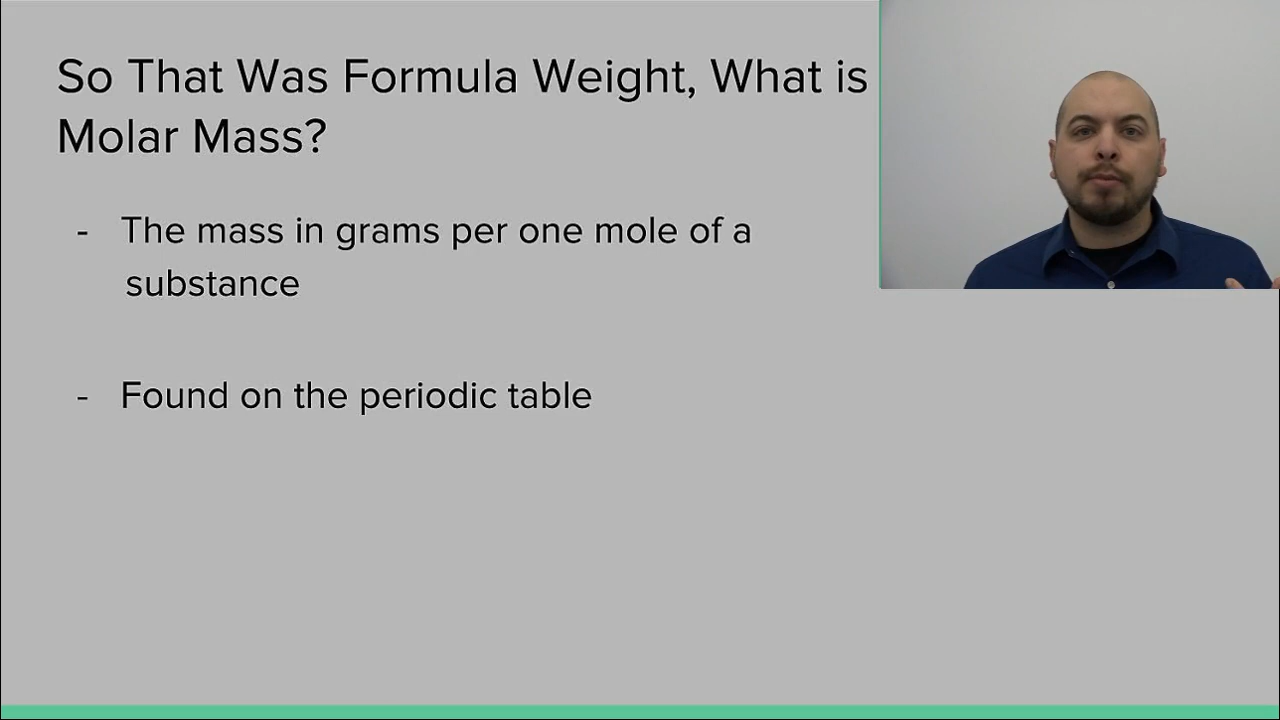 So That Was Formula Weight, What is
Molar Mass?
- The mass in grams per one mole of a
substance
- Found on the periodic table